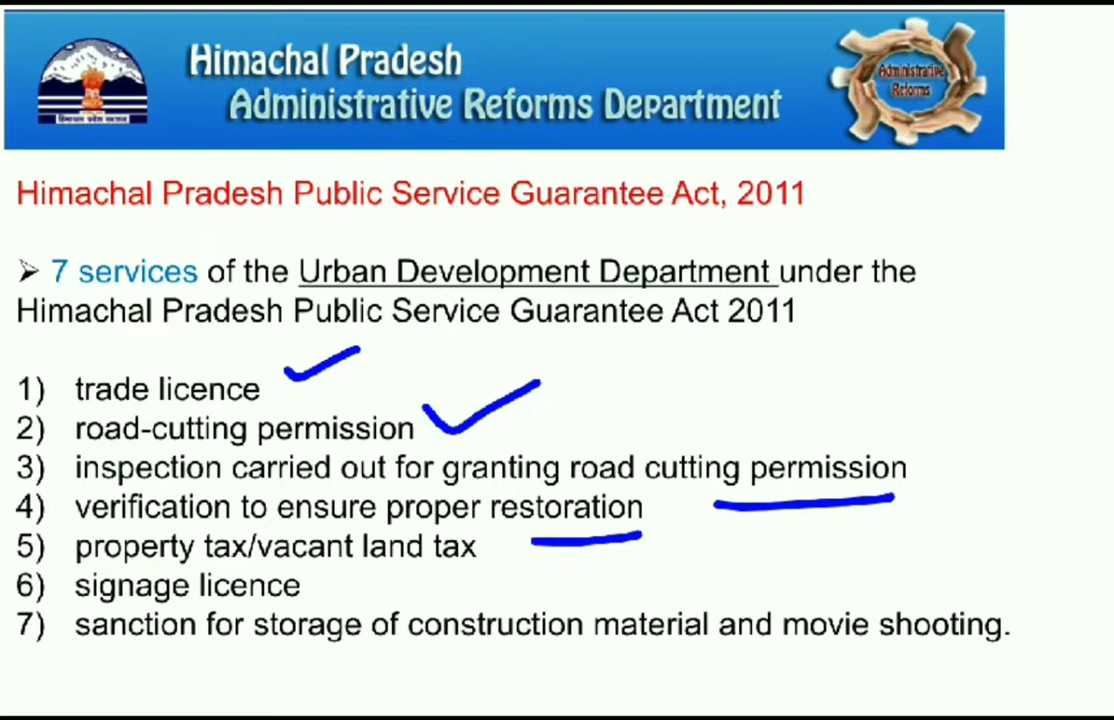 Himachal Pradesh
Administrative Reforms Department
Administrative
Reforms
हिमाचल प्रदेश सरकार
Himachal Pradesh Public Service Guarantee Act, 2011
➢ 7 services of the Urban Development Department under the
Himachal Pradesh Public Service Guarantee Act 2011
1) trade licence
2) road-cutting permission
3) inspection carried out for granting road cutting permission
4) verification to ensure proper restoration
5) property tax/vacant land tax
6) signage licence
7) sanction for storage of construction material and movie shooting.